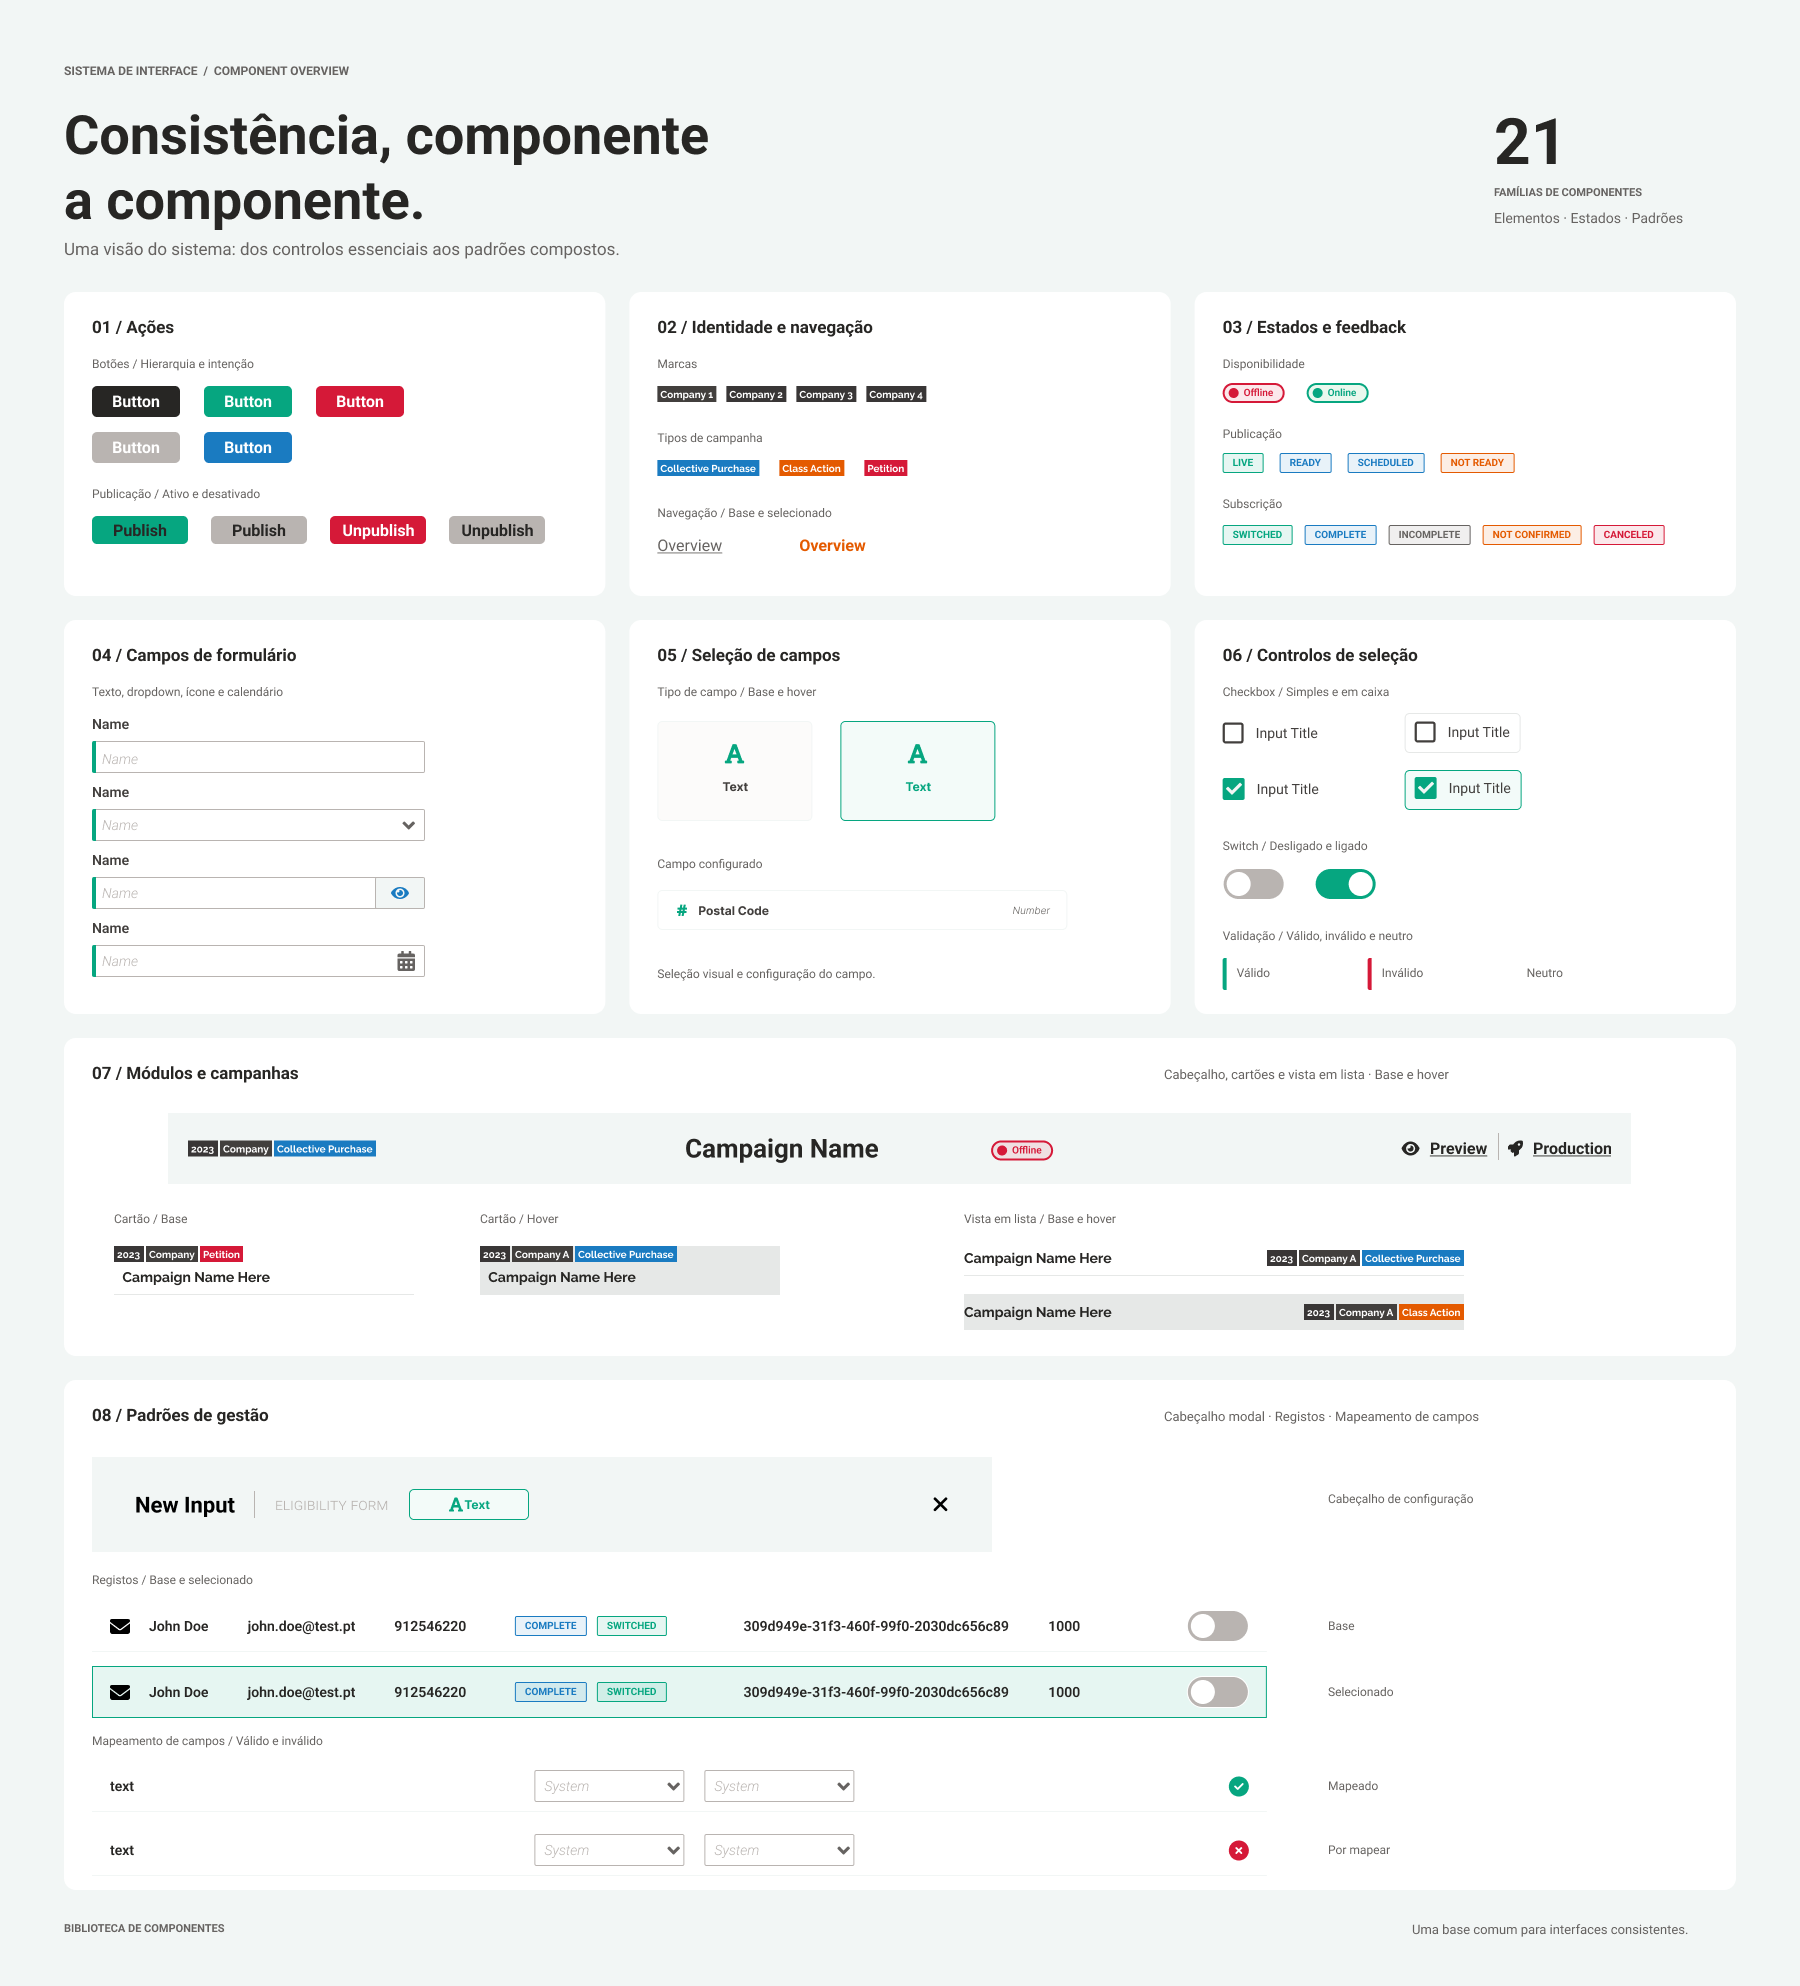 SISTEMA DE INTERFACE / COMPONENT OVERVIEW
Consistência, componente
a componente.
Uma visão do sistema: dos controlos essenciais aos padrões compostos.
21
FAMÍLIAS DE COMPONENTES
Elementos · Estados · Padrões
01 / Ações
Botões / Hierarquia e intenção
Button Button Button
Button Button
Publicação / Ativo e desativado
Publish Publish Unpublish Unpublish
02 / Identidade e navegação
Marcas
Company 1 Company 2 Company 3 Company 4
Tipos de campanha
Collective Purchase Class Action Petition
Navegação / Base e selecionado
Overview Overview
03 / Estados e feedback
Disponibilidade
Offline Online
Publicação
LIVE READY SCHEDULED NOT READY
Subscrição
SWITCHED COMPLETE INCOMPLETE NOT CONFIRMED CANCELED
04 / Campos de formulário
Texto, dropdown, ícone e calendário
Name
Name
Name
Name
Name
Name
Name
Name
05 / Seleção de campos
Tipo de campo / Base e hover
A A
Text Text
Campo configurado
# Postal Code Number
Seleção visual e configuração do campo.
06 / Controlos de seleção
Checkbox / Simples e em caixa
Input Title Input Title
Input Title Input Title
Switch / Desligado e ligado
Validação / Válido, inválido e neutro
Válido Inválido Neutro
07 / Módulos e campanhas
Cabeçalho, cartões e vista em lista · Base e hover
2023 Company Collective Purchase Campaign Name Offline Preview Production
Cartão / Base
2023 Company Petition
Campaign Name Here
Cartão / Hover
2023 Company A Collective Purchase
Campaign Name Here
Vista em lista / Base e hover
Campaign Name Here 2023 Company A Collective Purchase
Campaign Name Here 2023 Company A Class Action
08 / Padrões de gestão
Cabeçalho modal · Registos · Mapeamento de campos
New Input ELIGIBILITY FORM A Text
Cabeçalho de configuração
Registos / Base e selecionado
John Doe john.doe@test.pt 912546220 COMPLETE SWITCHED 309d949e-31f3-460f-99f0-2030dc656c89 1000 Base
John Doe john.doe@test.pt 912546220 COMPLETE SWITCHED 309d949e-31f3-460f-99f0-2030dc656c89 1000 Selecionado
Mapeamento de campos / Válido e inválido
text System System Mapeado
text System System Por mapear
BIBLIOTECA DE COMPONENTES
Uma base comum para interfaces consistentes.